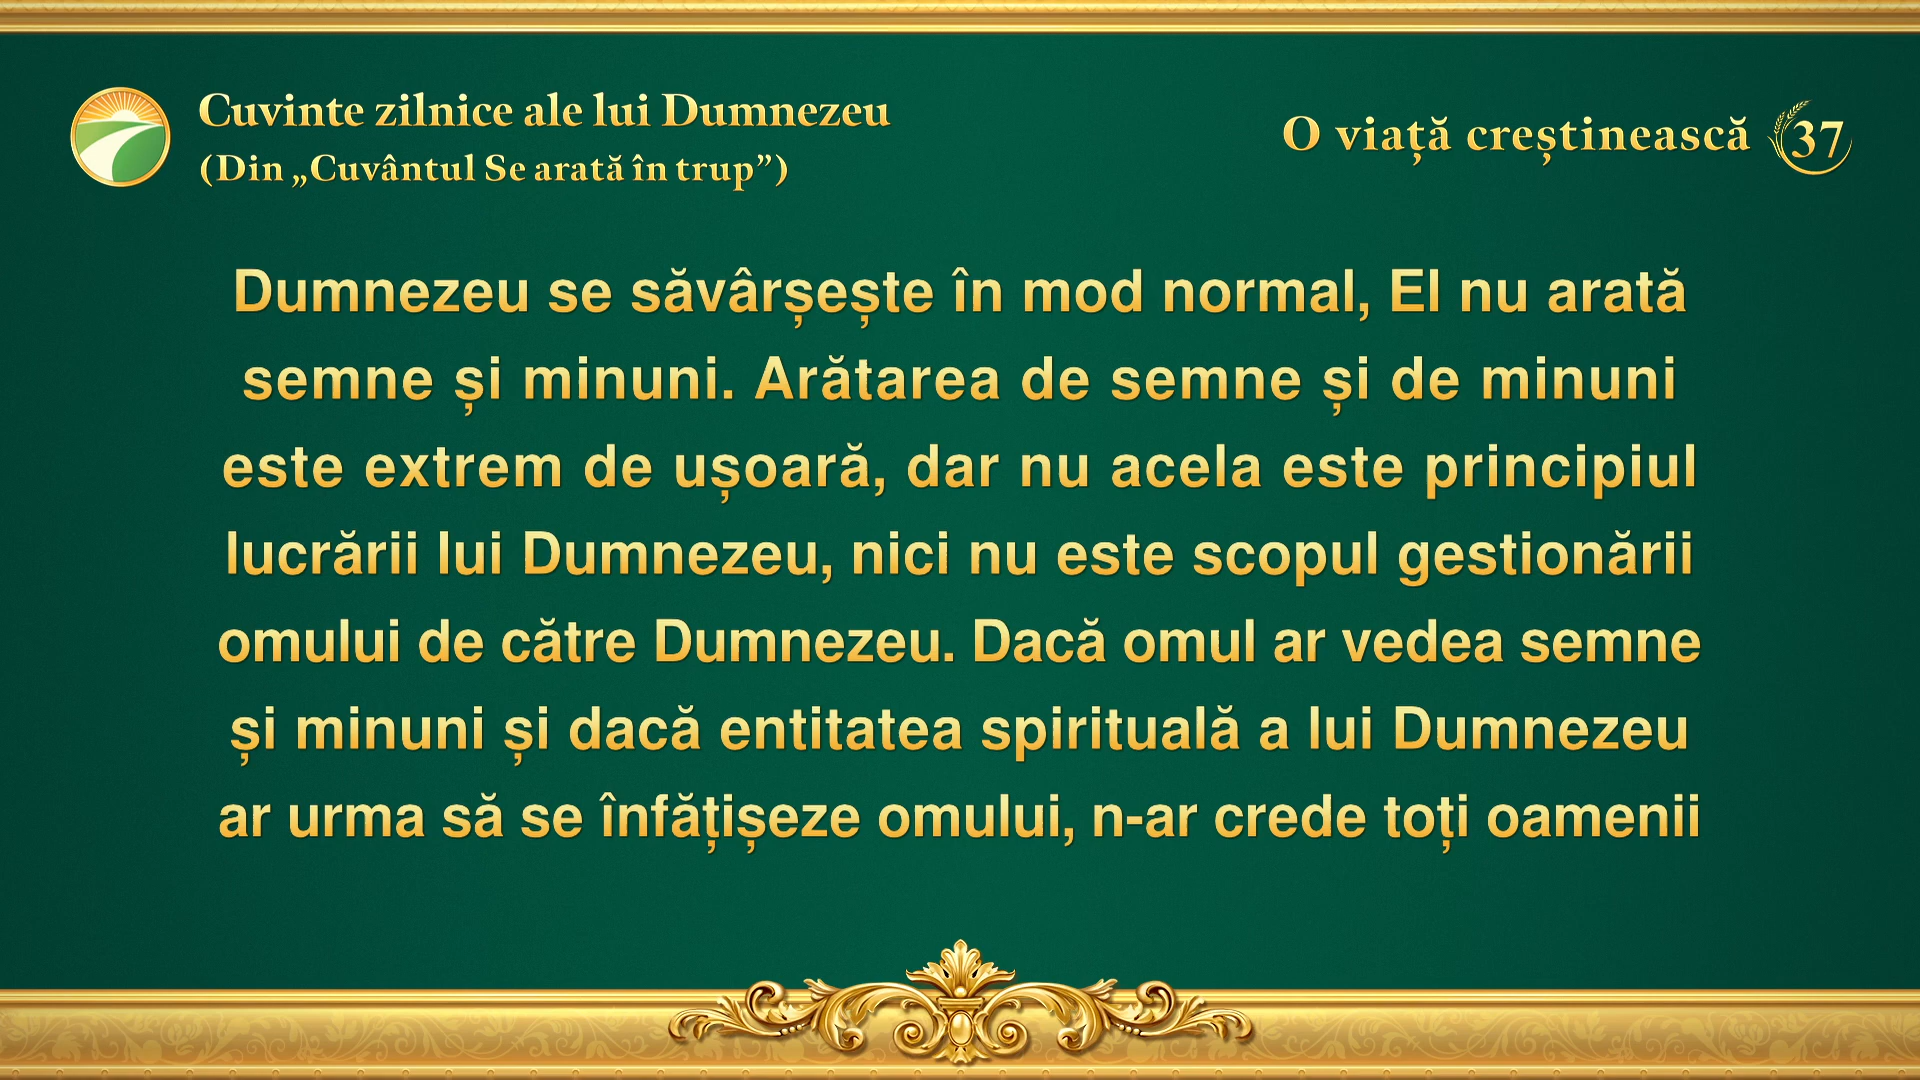 Cuvinte zilnice ale lui Dumnezeu
(Din „Cuvântul Se arată în trup”)
O viață creștinească 37
Dumnezeu se săvârșește în mod normal, El nu arată
semne și minuni. Arătarea de semne și de minuni
este extrem de ușoară, dar nu acela este principiul
lucrării lui Dumnezeu, nici nu este scopul gestionării
omului de către Dumnezeu. Dacă omul ar vedea semne
și minuni și dacă entitatea spirituală a lui Dumnezeu
ar urma să se înfățișeze omului, n-ar crede toți oamenii